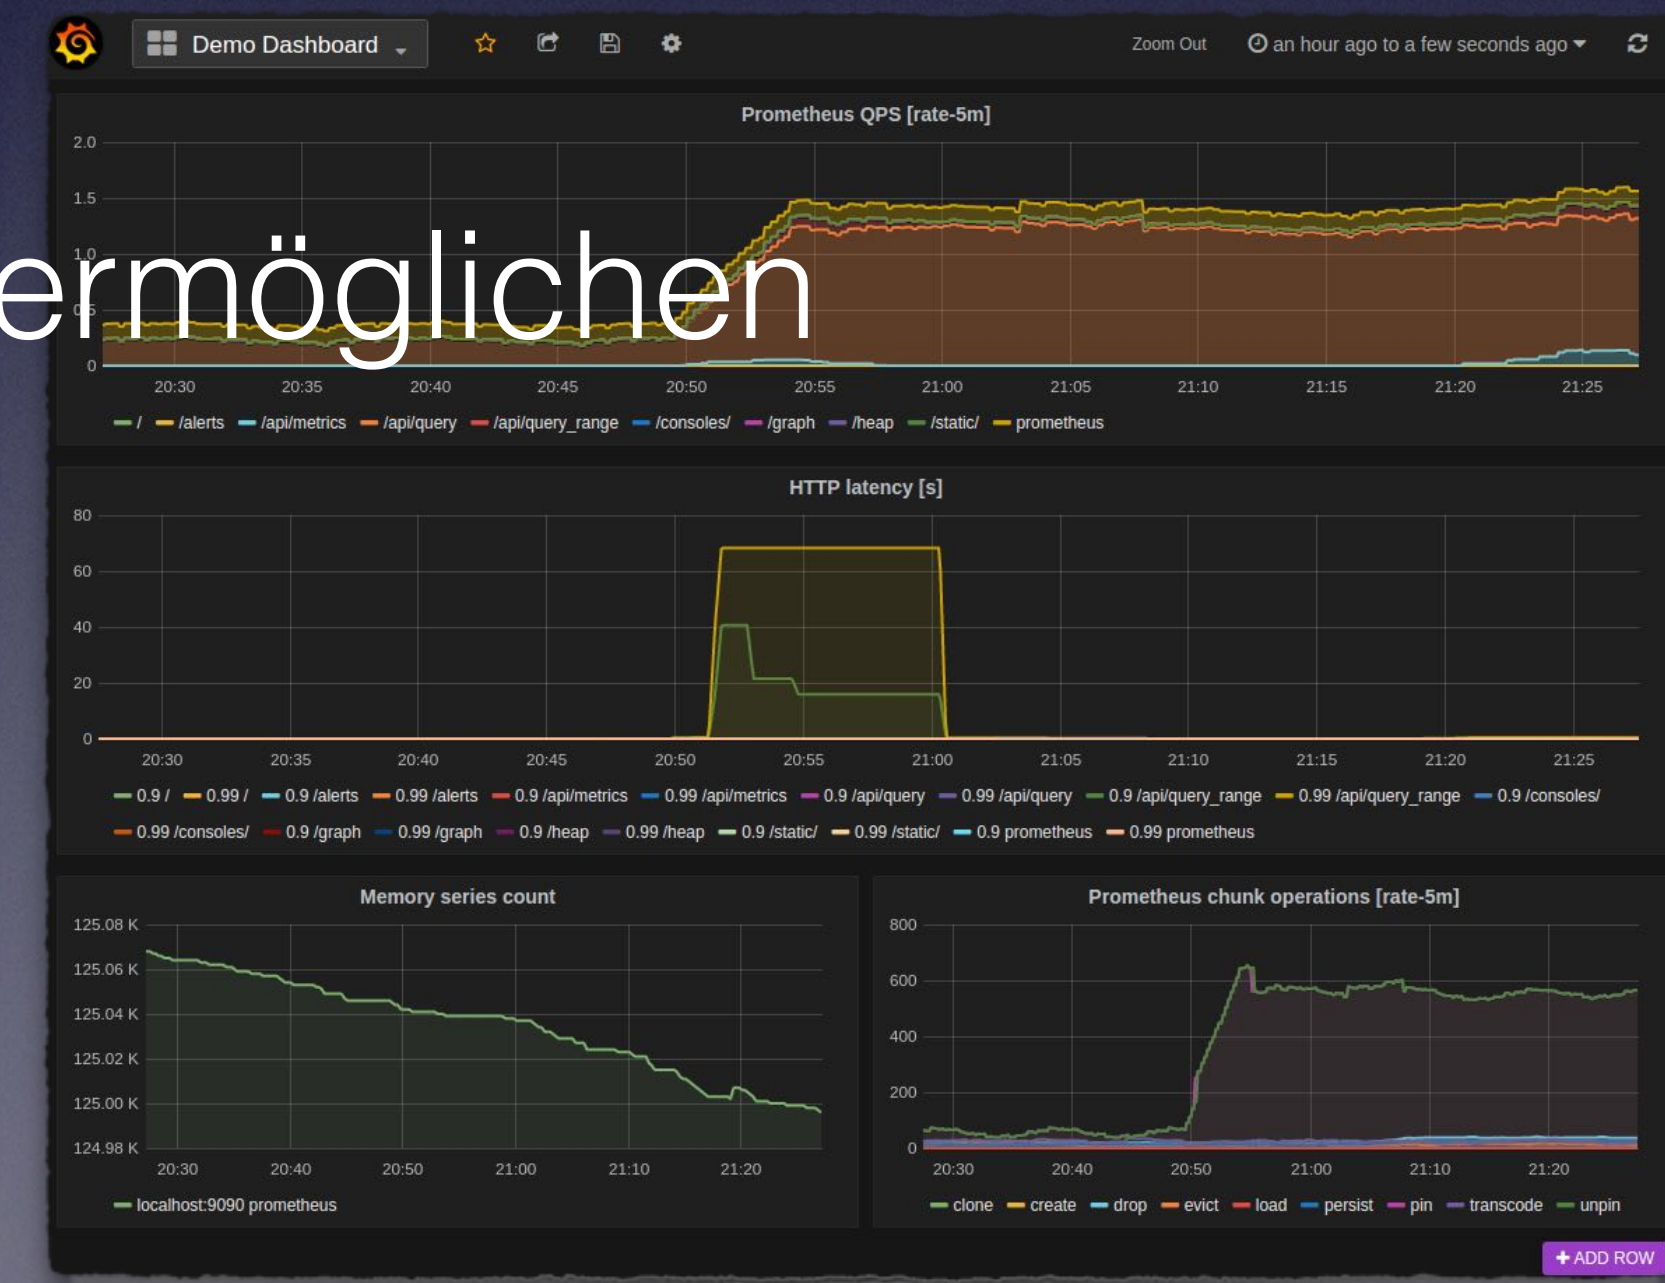 Demo Dashboard
Zoom Out
an hour ago to a few seconds ago
Prometheus QPS [rate-5m]
2.0
1.5
1.0
0.5
0
ermöglichen
20:30 20:35 20:40 20:45 20:50 20:55 21:00 21:05 21:10 21:15 21:20 21:25
/ /alerts /api/metrics /api/query /api/query_range /consoles/ /graph /heap /static/ prometheus
HTTP latency [s]
80
60
40
20
0
20:30 20:35 20:40 20:45 20:50 20:55 21:00 21:05 21:10 21:15 21:20 21:25
0.9 / 0.99 / 0.9 /alerts 0.99 /alerts 0.9 /api/metrics 0.99 /api/metrics 0.9 /api/query 0.99 /api/query 0.9 /api/query_range 0.99 /api/query_range 0.9 /consoles/
0.99 /consoles/ 0.9 /graph 0.99 /graph 0.9 /heap 0.99 /heap 0.9 /static/ 0.99 /static/ 0.9 prometheus 0.99 prometheus
Memory series count
125.08 K
125.06 K
125.04 K
125.02 K
125.00 K
124.98 K
20:30 20:40 20:50 21:00 21:10 21:20
localhost:9090 prometheus
Prometheus chunk operations [rate-5m]
800
600
400
200
0
20:30 20:40 20:50 21:00 21:10 21:20
clone create drop evict load persist pin transcode unpin
+ ADD ROW